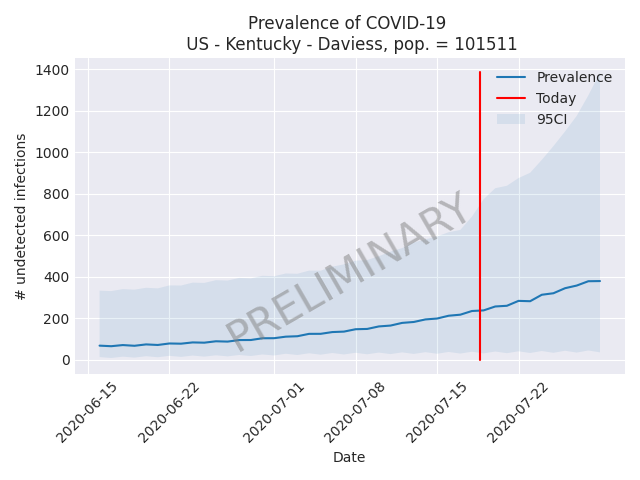 Prevalence of COVID-19
US - Kentucky - Daviess, pop. = 101511
1400
1200
1000
800
600
400
200
0
# undetected infections
Prevalence
Today
95CI
PRELIMINARY
2020-06-15
2020-06-22
2020-07-01
2020-07-08
2020-07-15
2020-07-22
Date